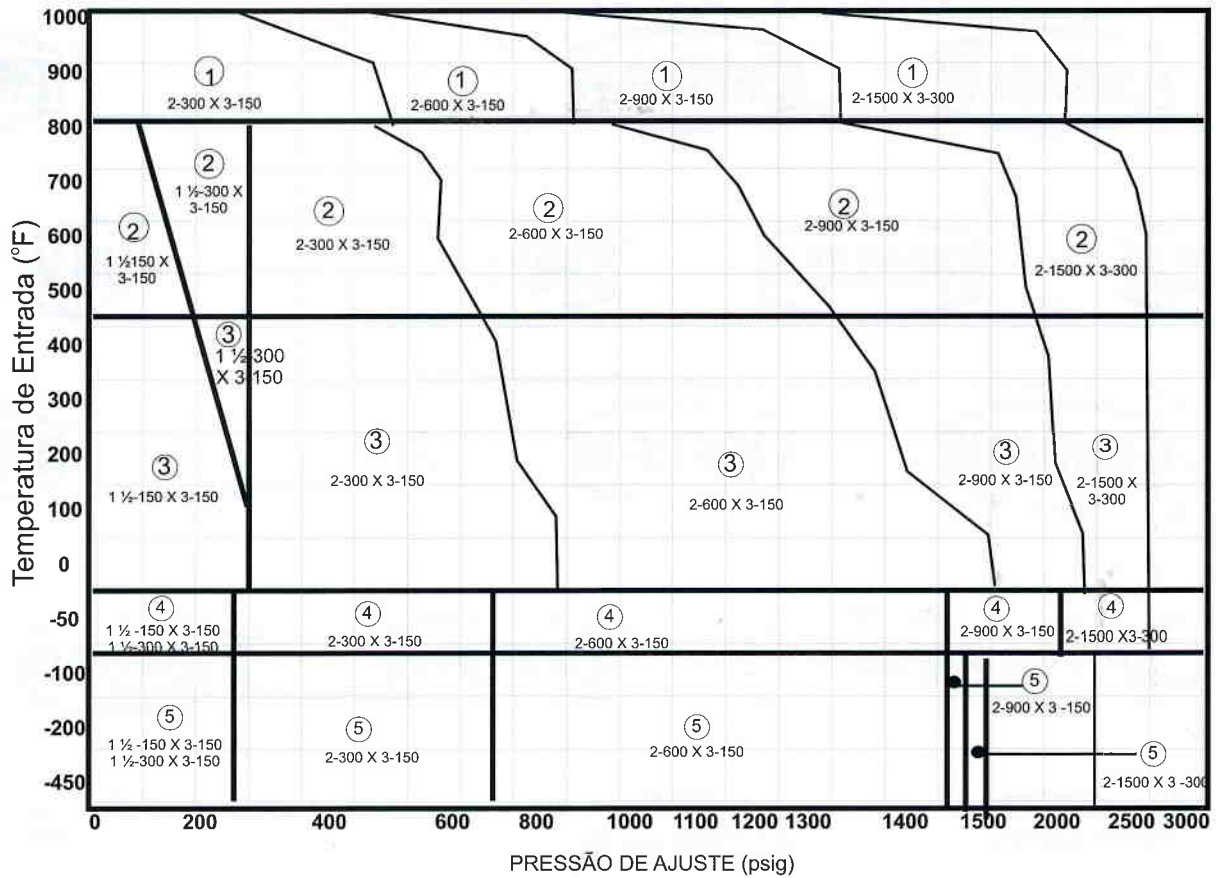 1000
900
800
700
600
500
400
300
200
100
0
-50
-100
-200
-450
Temperatura de Entrada (°F)
1
2-300 X 3-150
1
2-600 X 3-150
1
2-900 X 3-150
1
2-1500 X 3-300
2
1 ½-300 X
3-150
2
1 ½150 X
3-150
2
2-300 X 3-150
2
2-600 X 3-150
2
2-900 X 3-150
2
2-1500 X 3-300
3
1 ½-300
X 3-150
3
1 ½-150 X 3-150
3
2-300 X 3-150
3
2-600 X 3-150
3
2-900 X 3-150
3
2-1500 X
3-300
4
1 ½ -150 X 3-150
1 ½-300 X 3-150
4
2-300 X 3-150
4
2-600 X 3-150
4
2-900 X 3-150
4
2-1500 X3-300
5
1 ½ -150 X 3-150
1 ½-300 X 3-150
5
2-300 X 3-150
5
2-600 X 3-150
5
2-900 X 3 -150
5
2-1500 X 3 -300
0 200 400 600 800 1000 1100 1200 1300 1400 1500 2000 2500 3000
PRESSÃO DE AJUSTE (psig)